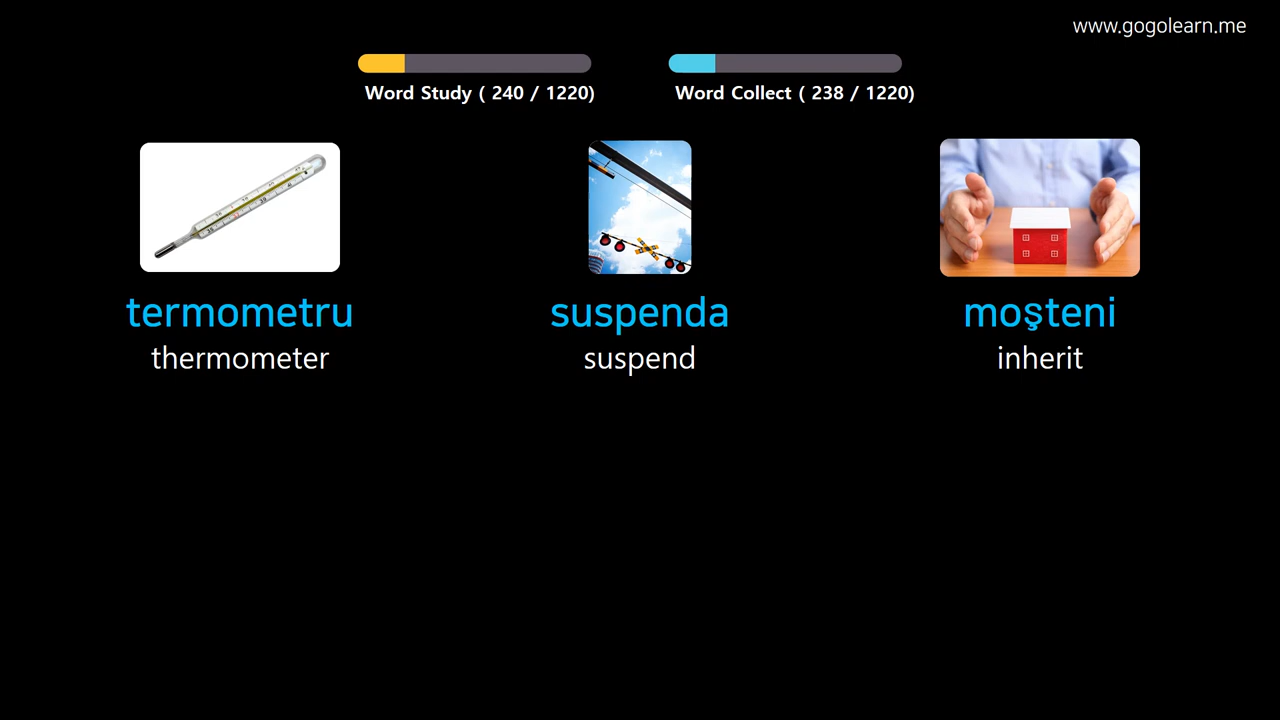 www.gogolearn.me
Word Study ( 240 / 1220)
Word Collect ( 238 / 1220)
termometru
suspenda
moşteni
thermometer
suspend
inherit